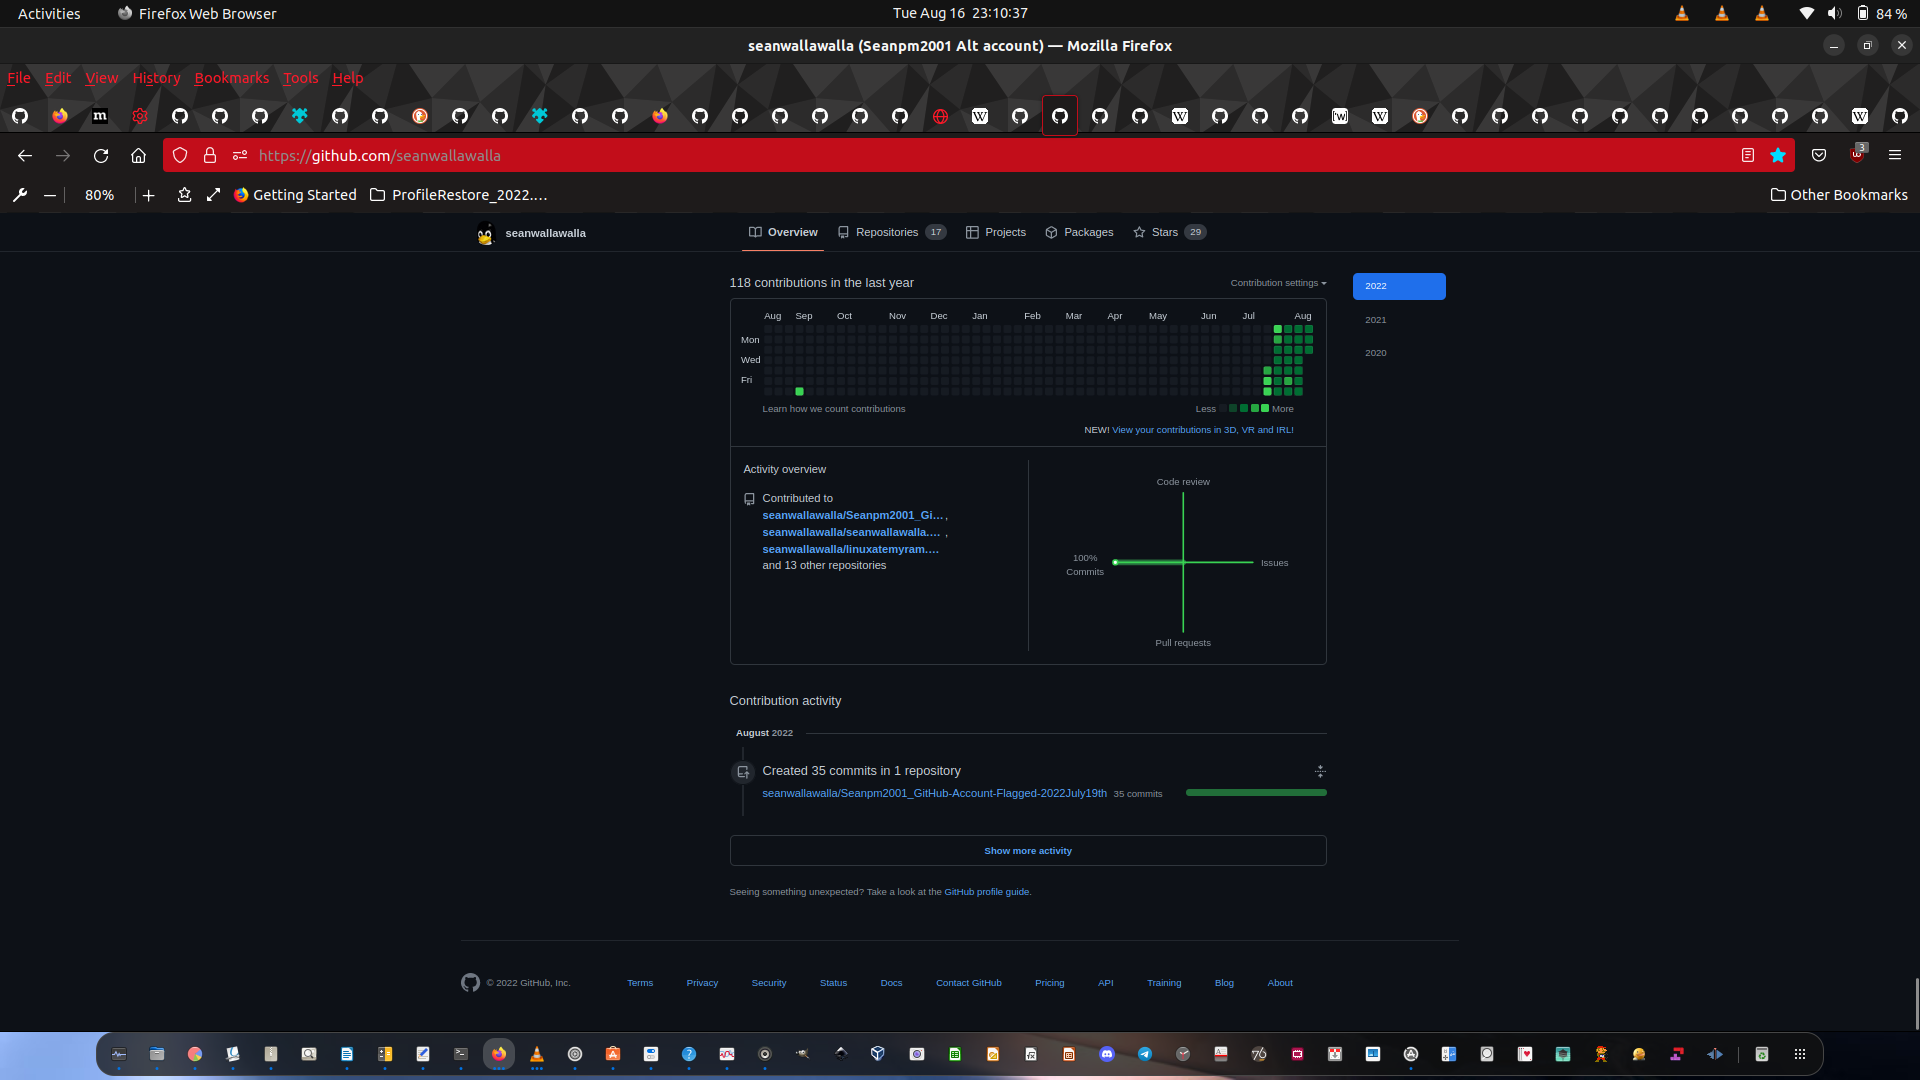 Activities Firefox Web Browser Tue Aug 16 23:10:37 84 %
seanwallawalla (Seanpm2001 Alt account) — Mozilla Firefox
File Edit View History Bookmarks Tools Help
https://github.com/seanwallawalla 3
80% Getting Started ProfileRestore_2022.… Other Bookmarks
seanwallawalla Overview Repositories 17 Projects Packages Stars 29
118 contributions in the last year Contribution settings 2022
Aug Sep Oct Nov Dec Jan Feb Mar Apr May Jun Jul Aug
2021
Mon
2020
Wed
Fri
Learn how we count contributions Less More
NEW! View your contributions in 3D, VR and IRL!
Activity overview
Code review
Contributed to
seanwallawalla/Seanpm2001_Gi… ,
seanwallawalla/seanwallawalla.… ,
seanwallawalla/linuxatemyram.…
and 13 other repositories
100%
Commits
Issues
Pull requests
Contribution activity
August 2022
Created 35 commits in 1 repository
seanwallawalla/Seanpm2001_GitHub-Account-Flagged-2022July19th 35 commits
Show more activity
Seeing something unexpected? Take a look at the GitHub profile guide.
© 2022 GitHub, Inc. Terms Privacy Security Status Docs Contact GitHub Pricing API Training Blog About